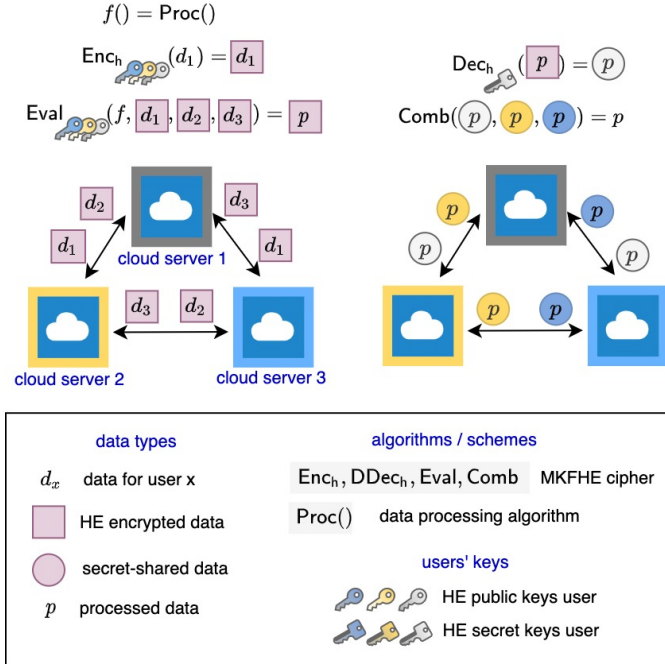 f() = Proc()
Enc_h(d_1) = d_1
Eval(f, d_1, d_2, d_3) = p
Dec_h(p) = p
Comb(p, p, p) = p
d_2
d_3
d_1
d_1
cloud server 1
d_3
d_2
cloud server 2
cloud server 3
p
p
p
p
p
p
data types
d_x data for user x
HE encrypted data
secret-shared data
p processed data
algorithms / schemes
Enc_h, DDec_h, Eval, Comb MKFHE cipher
Proc() data processing algorithm
users' keys
HE public keys user
HE secret keys user